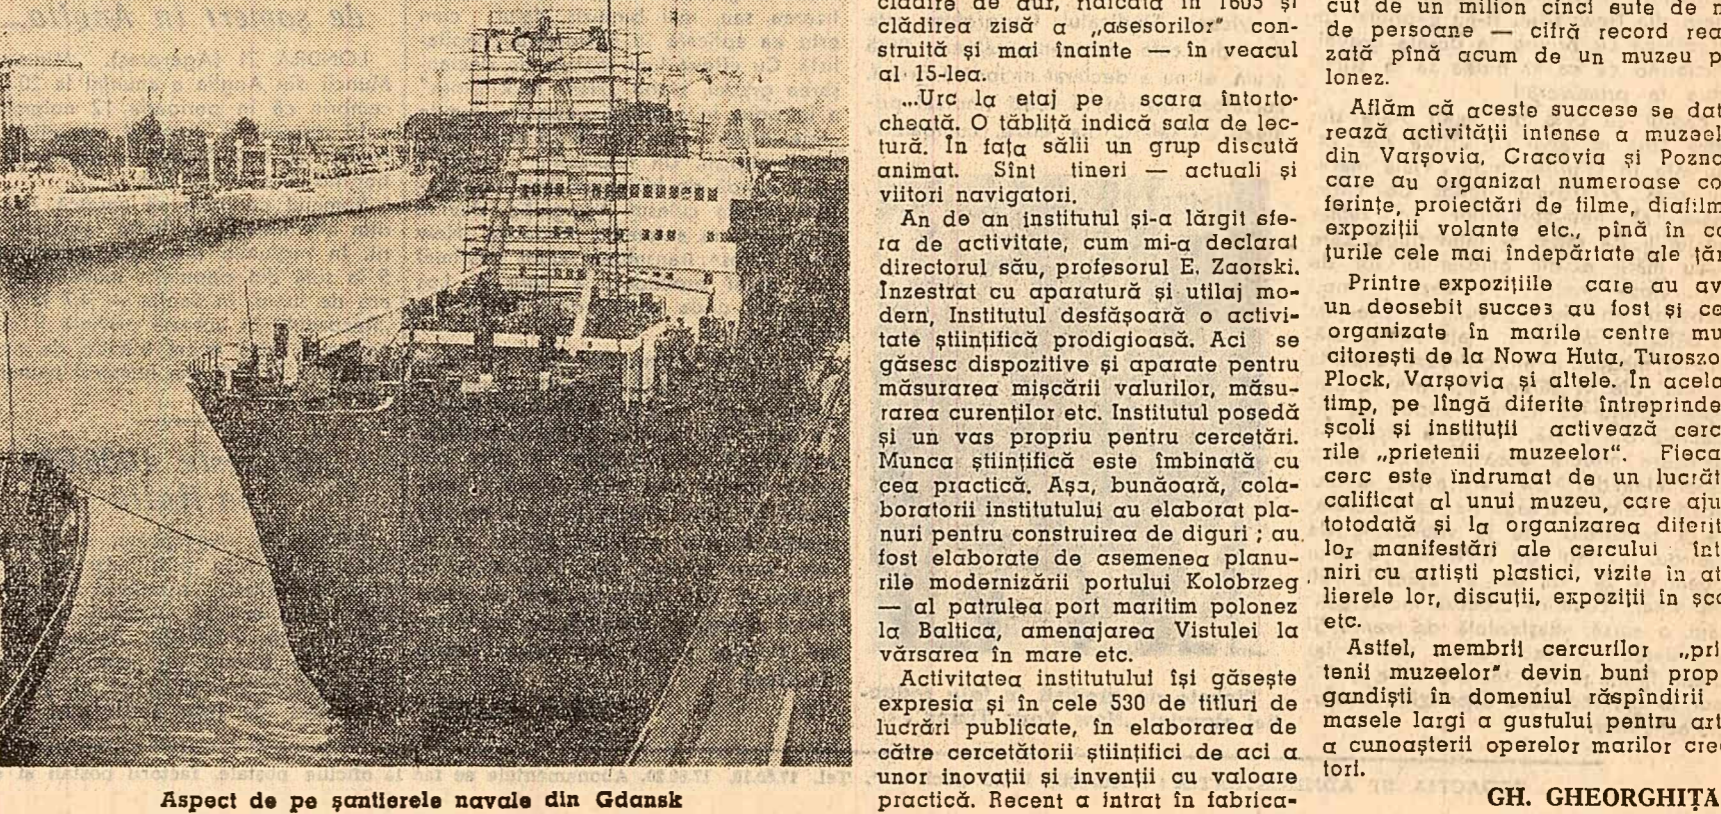 Aspect de pe șantierele navale din Gdansk
clădire de aur, ridicată în 1605 și
clădirea zisă a „asesorilor" con-
struită și mai înainte — în veacul
al 15-lea.
...Urc la etaj pe scara întorto-
cheată. O tăbliță indică sala de lec-
tură. În fața sălii un grup discută
animat. Sînt tineri — actuali și
viitori navigatori.
An de an institutul și-a lărgit sfe-
ra de activitate, cum mi-a declarat
directorul său, profesorul E. Zaorski.
Înzestrat cu aparatură și utilaj mo-
dern, Institutul desfășoară o activi-
tate științifică prodigioasă. Aci se
găsesc dispozitive și aparate pentru
măsurarea mișcării valurilor, măsu-
rarea curenților etc. Institutul posedă
și un vas propriu pentru cercetări.
Munca științifică este îmbinată cu
cea practică. Așa, bunăoară, cola-
boratorii institutului au elaborat pla-
nuri pentru construirea de diguri ; au
fost elaborate de asemenea planu-
rile modernizării portului Kolobrzeg
— al patrulea port maritim polonez
la Baltica, amenajarea Vistulei la
vărsarea în mare etc.
Activitatea institutului își găsește
expresia și în cele 530 de titluri de
lucrări publicate, în elaborarea de
către cercetătorii științifici de aci a
unor inovații și invenții cu valoare
practică. Recent a intrat în fabrica-
cut de un milion cinci sute de
de persoane — cifră record rea
zată pînă acum de un muzeu p
lonez.
Aflăm că aceste succese se dat
rează activității intense a muzeel
din Varșovia, Cracovia și Pozna
care au organizat numeroase co
ferințe, proiectări de filme, diafilm
expoziții volante etc., pînă în co
țurile cele mai îndepărtate ale țăr
Printre expozițiile care au av
un deosebit succes au fost și ce
organizate în marile centre mu
citorești de la Nowa Huta, Turoszo
Plock, Varșovia și altele. În acela
timp, pe lîngă diferite întreprinde
școli și instituții activează cerc
rile „prietenii muzeelor“. Fieca
cerc este îndrumat de un lucrăt
calificat al unui muzeu, care aju
totodată și la organizarea diferit
lor manifestări ale cercului întî
niri cu artiști plastici, vizite în at
lierele lor, discuții, expoziții în șco
etc.
Astfel, membrii cercurilor „pri
tenii muzeelor" devin buni prop
gandiști în domeniul răspîndirii
masele largi a gustului pentru art
a cunoașterii operelor marilor cre
tori.
GH. GHEORGHIȚA